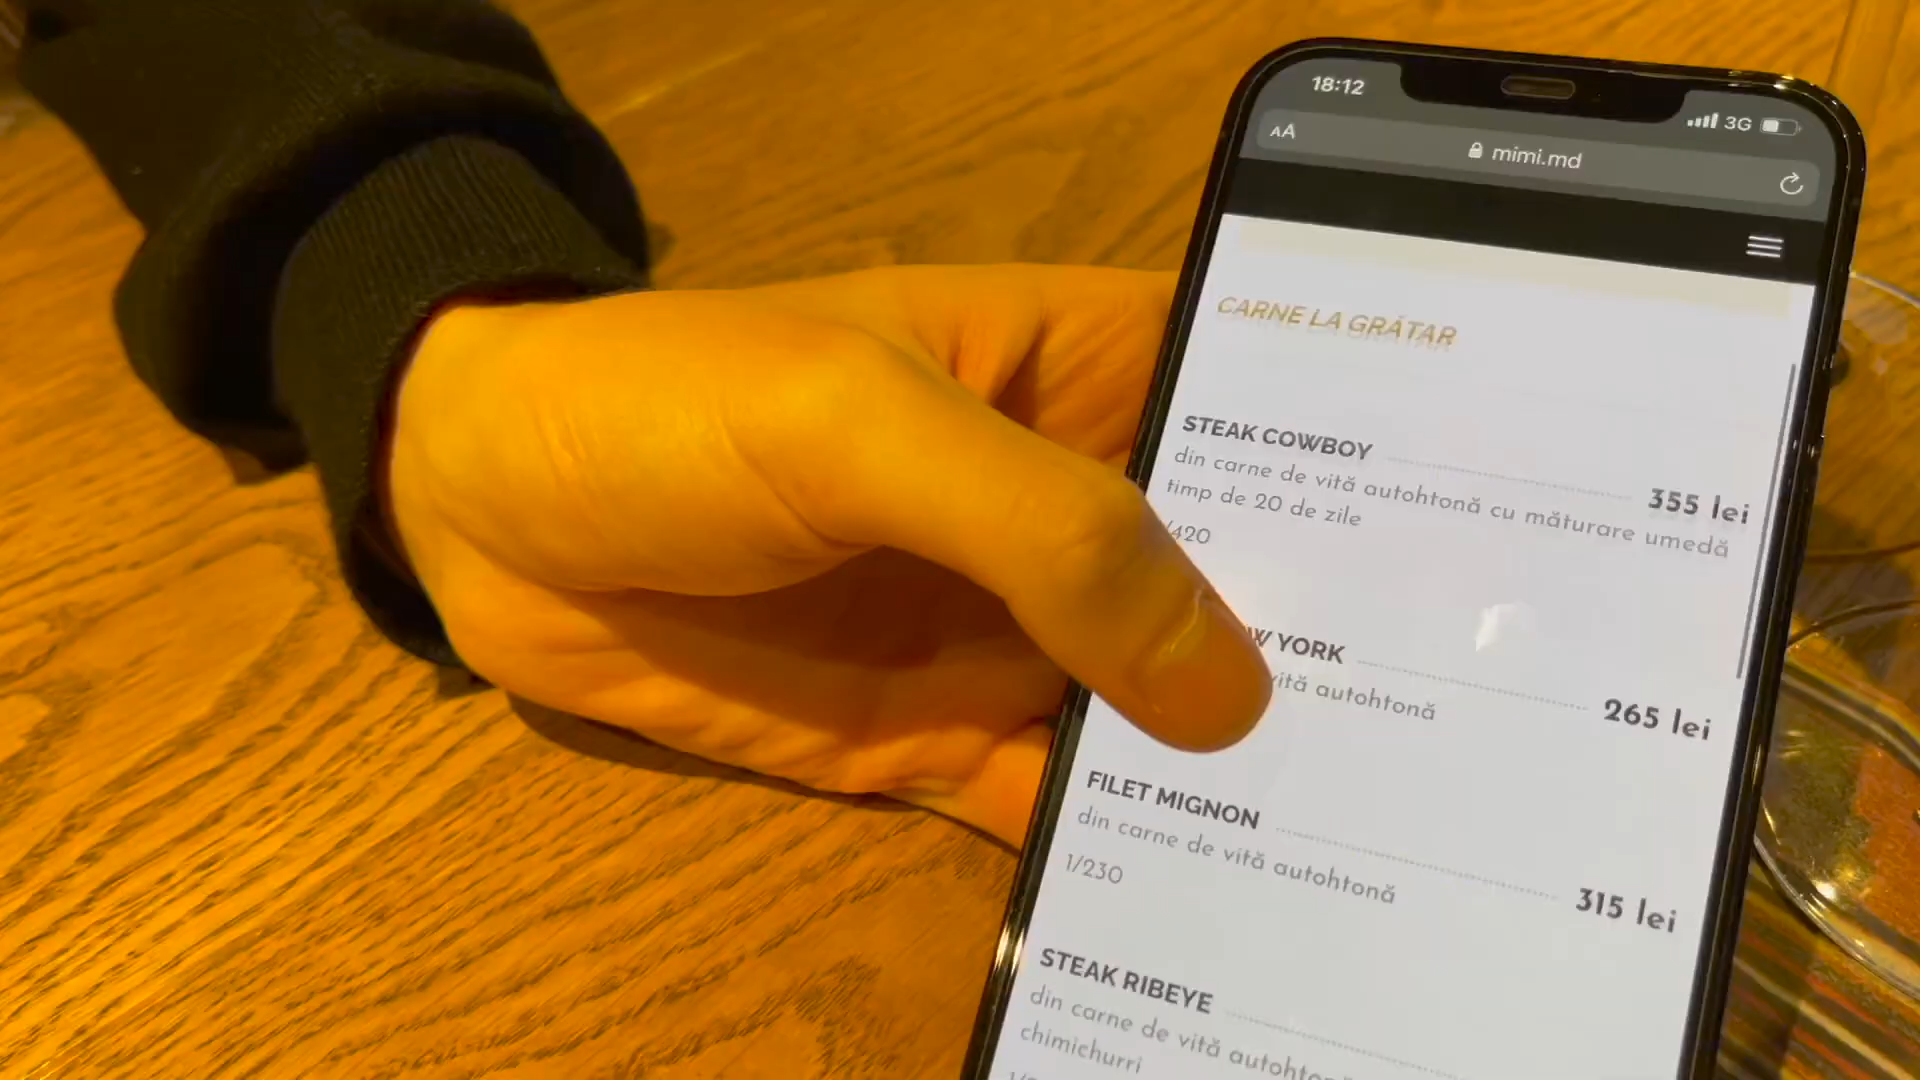 18:12
3G
AA
mimi.md
CARNE LA GRĂTAR
STEAK COWBOY
355 lei
din carne de vită autohtonă cu măturare umedă
timp de 20 de zile
/420
YORK
265 lei
vită autohtonă
FILET MIGNON
315 lei
din carne de vită autohtonă
1/230
STEAK RIBEYE
din carne de vită
chimichurri